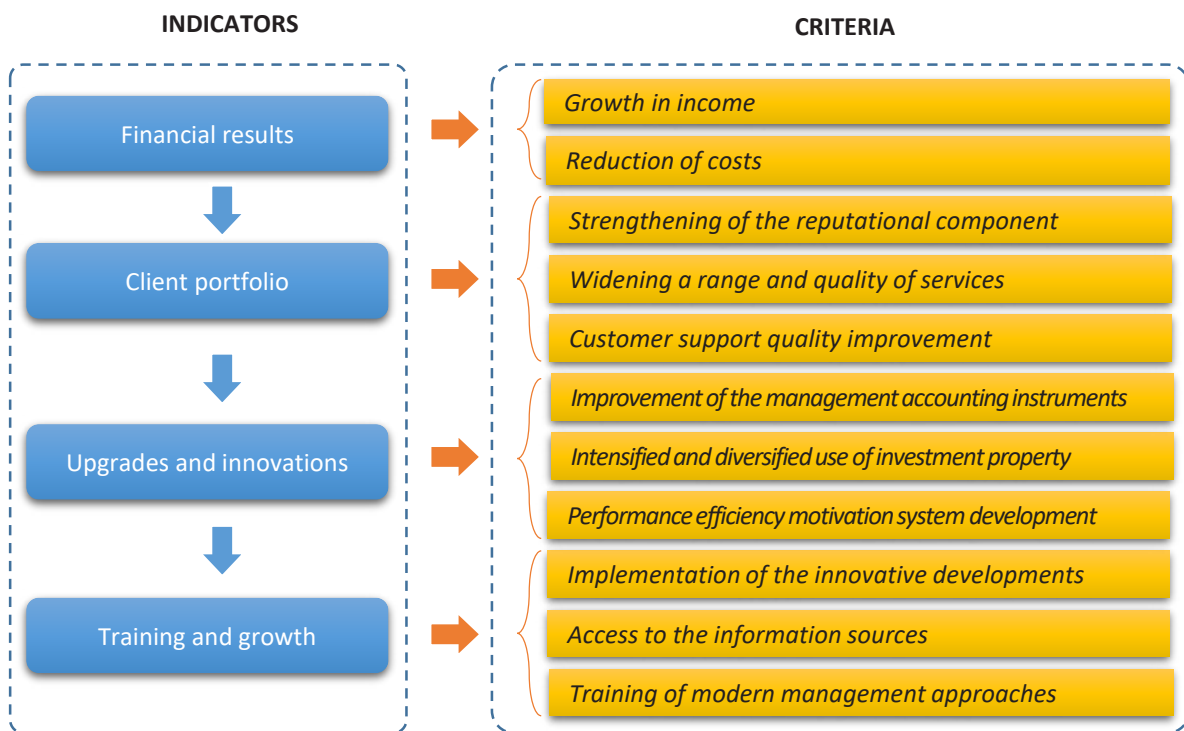 INDICATORS
CRITERIA
Financial results
Growth in income
Reduction of costs
Client portfolio
Strengthening of the reputational component
Widening a range and quality of services
Customer support quality improvement
Upgrades and innovations
Improvement of the management accounting instruments
Intensified and diversified use of investment property
Performance efficiency motivation system development
Training and growth
Implementation of the innovative developments
Access to the information sources
Training of modern management approaches